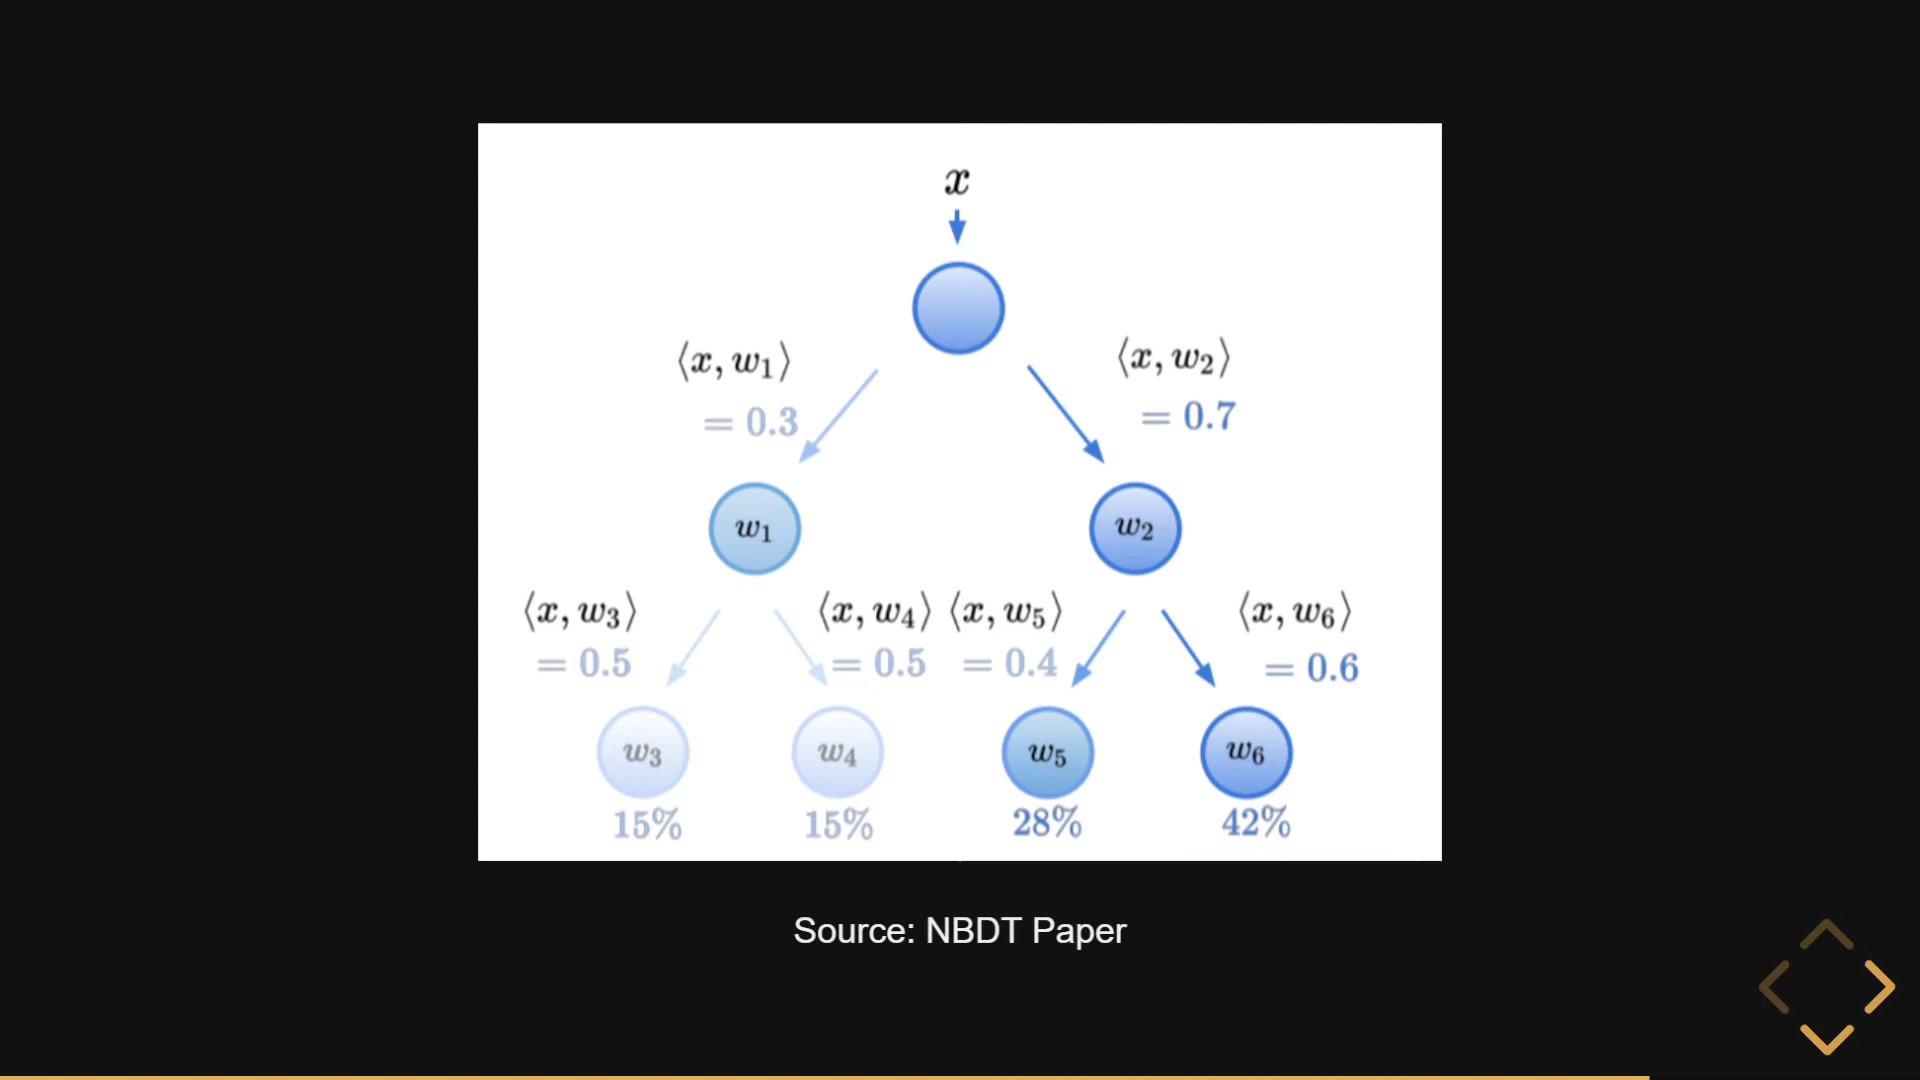 x
⟨x, w₁⟩ ⟨x, w₂⟩
= 0.3 = 0.7
w₁ w₂
⟨x, w₃⟩ ⟨x, w₄⟩ ⟨x, w₅⟩ ⟨x, w₆⟩
= 0.5 = 0.5 = 0.4 = 0.6
w₃ w₄ w₅ w₆
15% 15% 28% 42%
Source: NBDT Paper